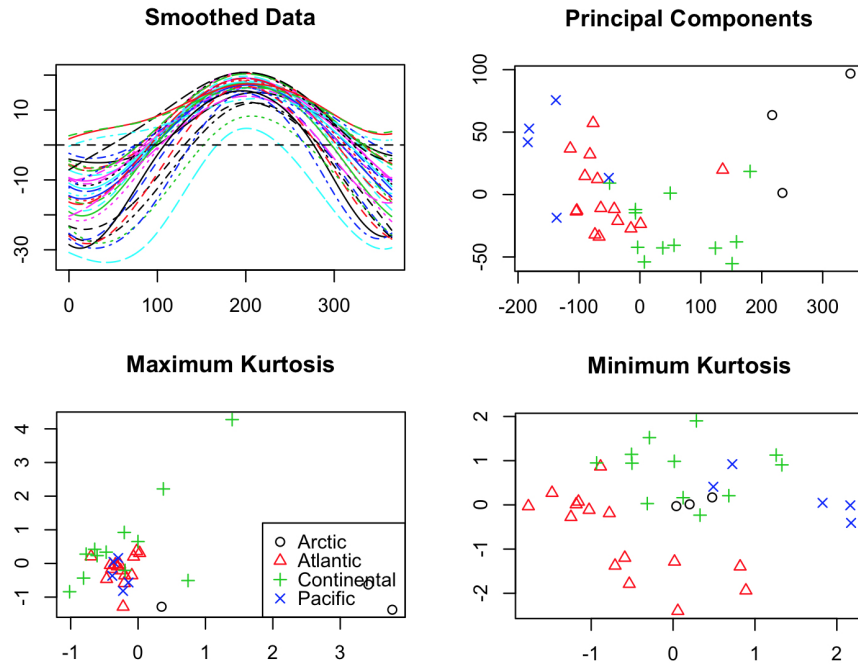 Smoothed Data
10
-10
-30
0 100 200 300
Principal Components
100
50
0
-50
-200 -100 0 100 200 300
Maximum Kurtosis
4
3
2
1
0
-1
-1 0 1 2 3
Arctic
Atlantic
Continental
Pacific
Minimum Kurtosis
2
1
0
-1
-2
-1 0 1 2